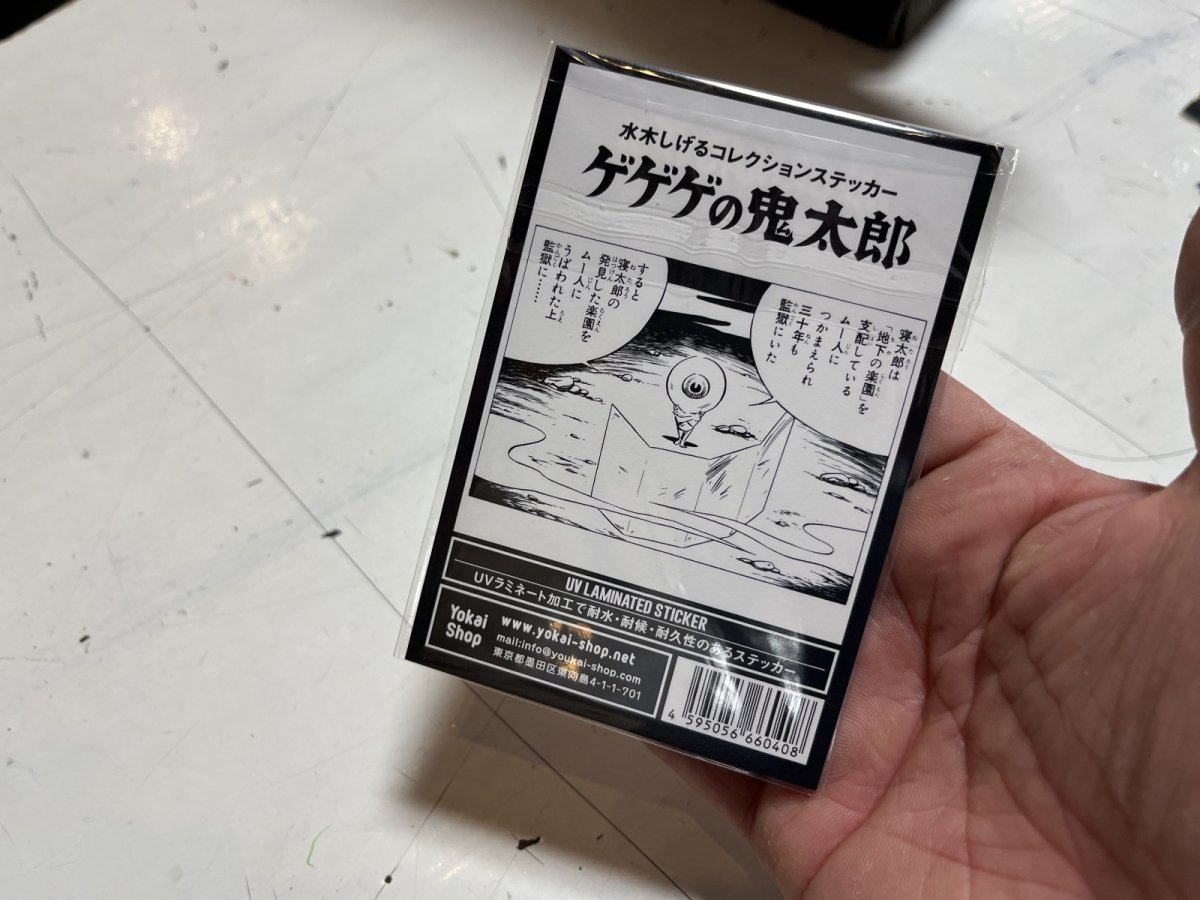 水木しげるコレクションステッカー
ゲゲゲの鬼太郎
寝太郎は
「地下の楽園」を
支配している
ムー人に
つかまえられ
三十年も
監獄にいた
すると
寝太郎の
発見した楽園を
ムー人に
うばわれた上
監獄に……
UV LAMINATED STICKER
UVラミネート加工で耐水・耐候・耐久性のあるステッカー
Yokai
Shop
www.yokai-shop.net
mail:info@youkai-shop.com
東京都墨田区東向島4-1-1-701
4 595056 660408